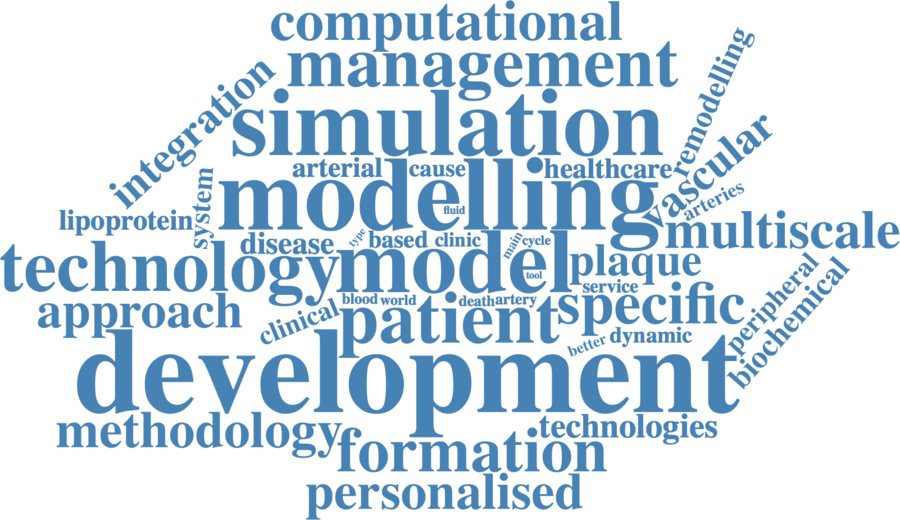 computational
management
integration
simulation
remodelling
vascular
arterial
cause
healthcare
system
modelling
fluid
arteries
lipoprotein
disease
type
based
clinic
main
cycle
multiscale
technology
model
tool
plaque
service
peripheral
biochemical
approach
clinical
blood
world
death
artery
patient
specific
better
dynamic
development
methodology
technologies
formation
personalised